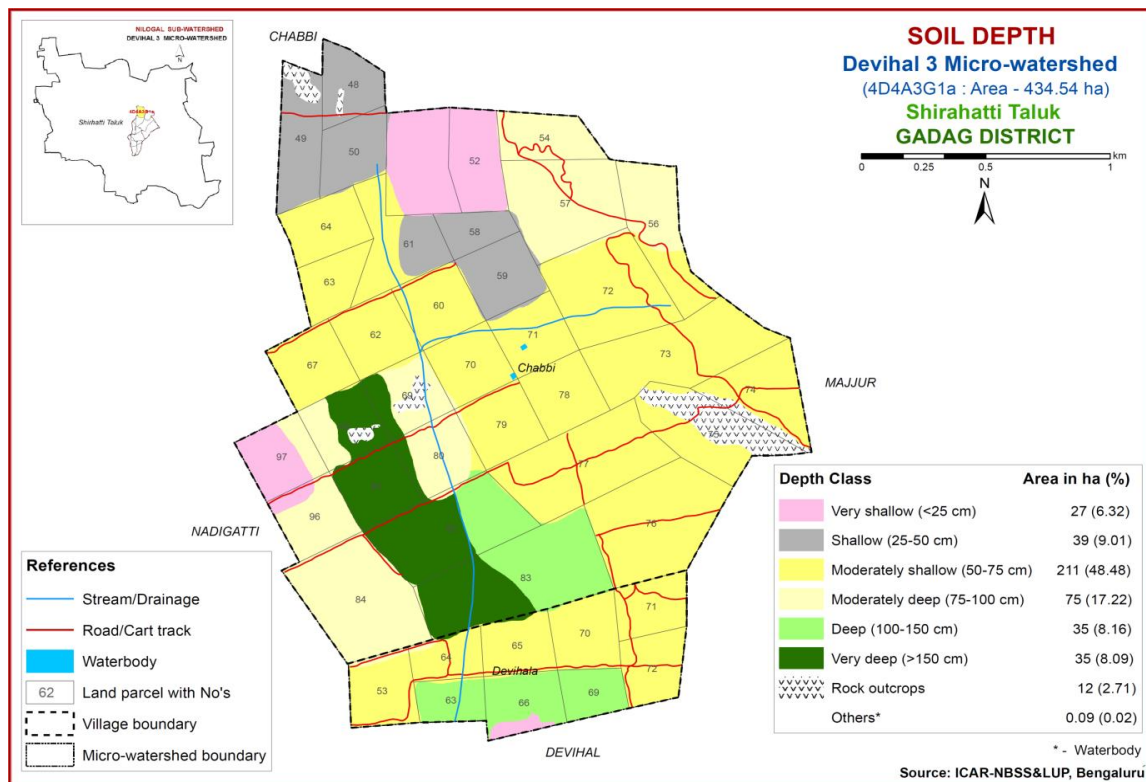 NILOGAL SUB-WATERSHED
DEVIHAL 3 MICRO-WATERSHED
N
4D4A3G1a
Shirhatti Taluk
SOIL DEPTH
Devihal 3 Micro-watershed
(4D4A3G1a : Area - 434.54 ha)
Shirahatti Taluk
GADAG DISTRICT
km
0 0.25 0.5 1
N
CHABBI
48
49
50
52
54
57
56
64
61
58
63
59
60
72
62
71
67
70
Chabbi
73
69
78
74
MAJJUR
79
75
97
80
77
96
NADIGATTI
76
83
84
71
70
65
64
Devihala
72
53
63
66
69
DEVIHAL
References
Stream/Drainage
Road/Cart track
Waterbody
62 Land parcel with No's
Village boundary
Micro-watershed boundary
Depth Class Area in ha (%)
Very shallow (<25 cm) 27 (6.32)
Shallow (25-50 cm) 39 (9.01)
Moderately shallow (50-75 cm) 211 (48.48)
Moderately deep (75-100 cm) 75 (17.22)
Deep (100-150 cm) 35 (8.16)
Very deep (>150 cm) 35 (8.09)
Rock outcrops 12 (2.71)
Others* 0.09 (0.02)
* - Waterbody
Source: ICAR-NBSS&LUP, Bengaluru